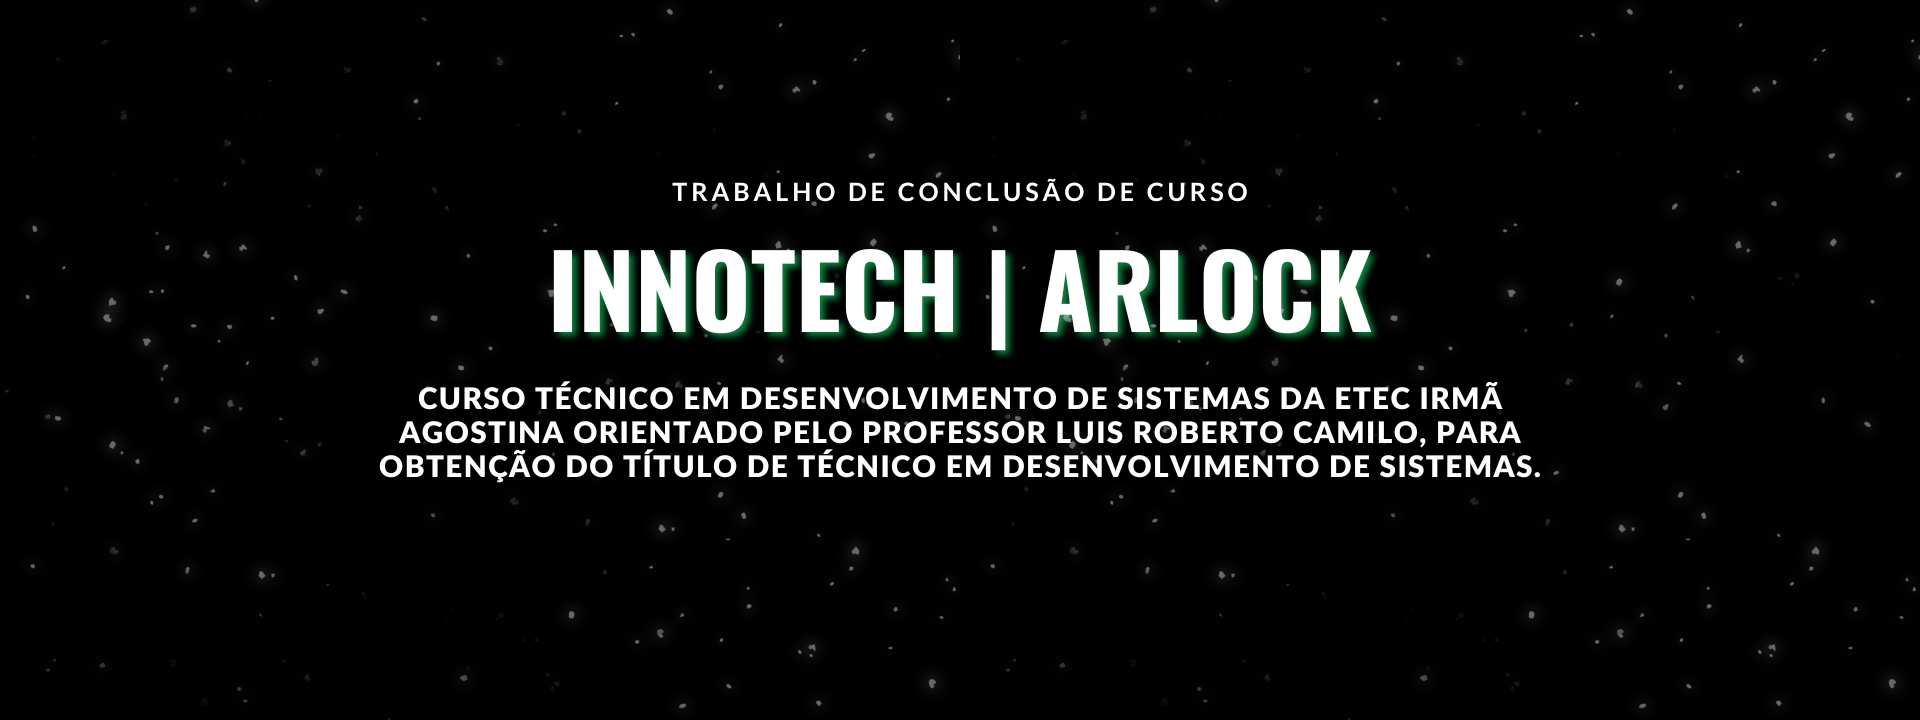 TRABALHO DE CONCLUSÃO DE CURSO
INNOTECH | ARLOCK
CURSO TÉCNICO EM DESENVOLVIMENTO DE SISTEMAS DA ETEC IRMÃ
AGOSTINA ORIENTADO PELO PROFESSOR LUIS ROBERTO CAMILO, PARA
OBTENÇÃO DO TÍTULO DE TÉCNICO EM DESENVOLVIMENTO DE SISTEMAS.